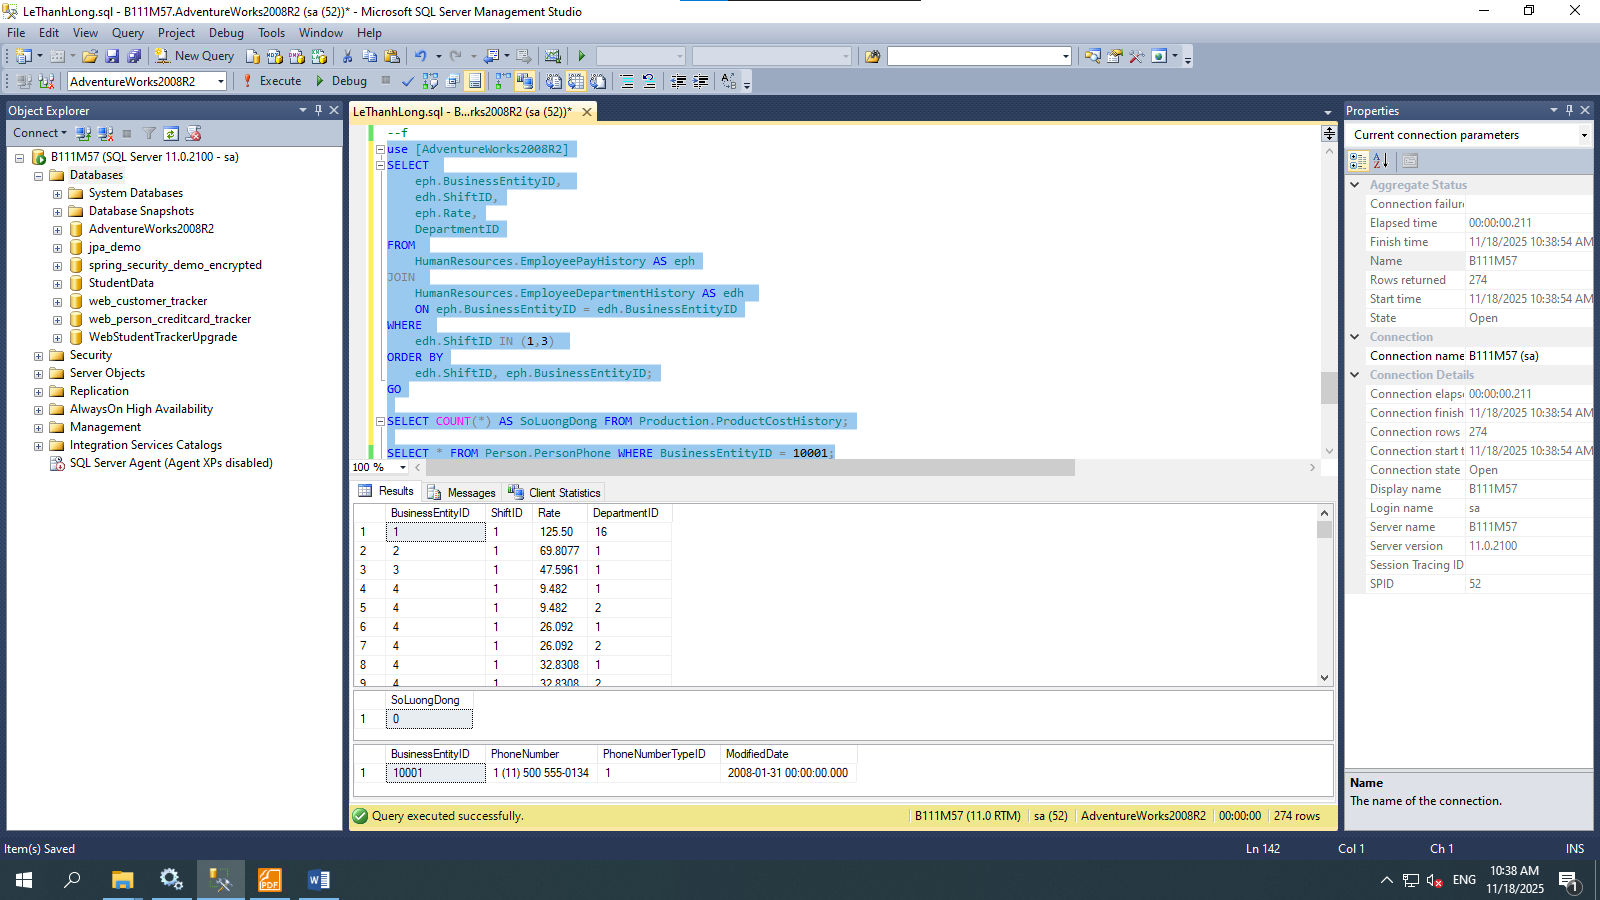 LeThanhLong.sql - B111M57.AdventureWorks2008R2 (sa (52))* - Microsoft SQL Server Management Studio
File Edit View Query Project Debug Tools Window Help
New Query
AdventureWorks2008R2 Execute Debug
Object Explorer
Connect
B111M57 (SQL Server 11.0.2100 - sa)
Databases
System Databases
Database Snapshots
AdventureWorks2008R2
jpa_demo
spring_security_demo_encrypted
StudentData
web_customer_tracker
web_person_creditcard_tracker
WebStudentTrackerUpgrade
Security
Server Objects
Replication
AlwaysOn High Availability
Management
Integration Services Catalogs
SQL Server Agent (Agent XPs disabled)
LeThanhLong.sql - B...rks2008R2 (sa (52))*
--f
use [AdventureWorks2008R2]
SELECT
eph.BusinessEntityID,
edh.ShiftID,
eph.Rate,
DepartmentID
FROM
HumanResources.EmployeePayHistory AS eph
JOIN
HumanResources.EmployeeDepartmentHistory AS edh
ON eph.BusinessEntityID = edh.BusinessEntityID
WHERE
edh.ShiftID IN (1,3)
ORDER BY
edh.ShiftID, eph.BusinessEntityID;
GO
SELECT COUNT(*) AS SoLuongDong FROM Production.ProductCostHistory;
SELECT * FROM Person.PersonPhone WHERE BusinessEntityID = 10001;
100 %
Results Messages Client Statistics
BusinessEntityID ShiftID Rate DepartmentID
1 1 1 125.50 16
2 2 1 69.8077 1
3 3 1 47.5961 1
4 4 1 9.482 1
5 4 1 9.482 2
6 4 1 26.092 1
7 4 1 26.092 2
8 4 1 32.8308 1
9 4 1 32.8308 2
SoLuongDong
1 0
BusinessEntityID PhoneNumber PhoneNumberTypeID ModifiedDate
1 10001 1 (11) 500 555-0134 1 2008-01-31 00:00:00.000
Query executed successfully. B111M57 (11.0 RTM) sa (52) AdventureWorks2008R2 00:00:00 274 rows
Properties
Current connection parameters
Aggregate Status
Connection failur
Elapsed time 00:00:00.211
Finish time 11/18/2025 10:38:54 AM
Name B111M57
Rows returned 274
Start time 11/18/2025 10:38:54 AM
State Open
Connection
Connection name B111M57 (sa)
Connection Details
Connection elaps 00:00:00.211
Connection finish 11/18/2025 10:38:54 AM
Connection rows 274
Connection start t 11/18/2025 10:38:54 AM
Connection state Open
Display name B111M57
Login name sa
Server name B111M57
Server version 11.0.2100
Session Tracing ID
SPID 52
Name
The name of the connection.
Item(s) Saved Ln 142 Col 1 Ch 1 INS
PDF W ENG 10:38 AM
11/18/2025 1